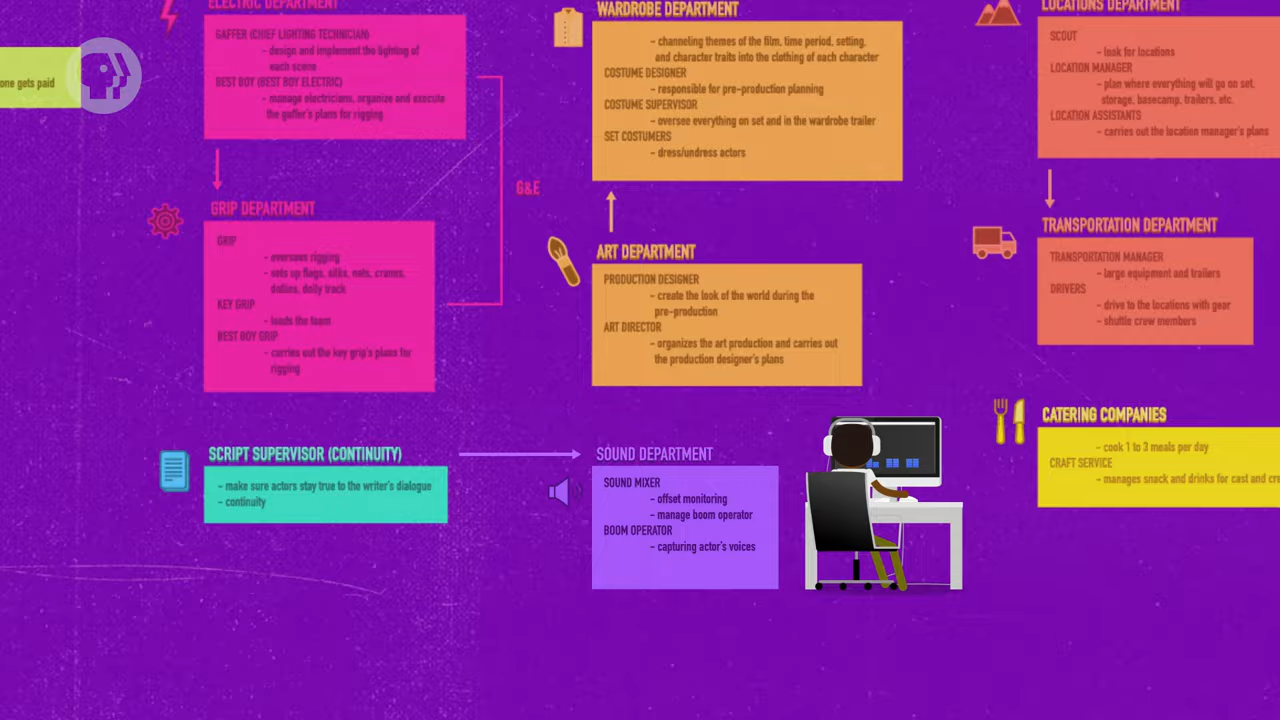 one gets paid
ELECTRIC DEPARTMENT
GAFFER (CHIEF LIGHTING TECHNICIAN)
- design and implement the lighting of
each scene
BEST BOY (BEST BOY ELECTRIC)
- manage electricians, organize and execute
the gaffer's plans for rigging
G&E
GRIP DEPARTMENT
GRIP
- oversees rigging
- sets up flags, silks, nets, cranes,
dollies, dolly track
KEY GRIP
- leads the team
BEST BOY GRIP
- carries out the key grip's plans for
rigging
SCRIPT SUPERVISOR (CONTINUITY)
- make sure actors stay true to the writer's dialogue
- continuity
WARDROBE DEPARTMENT
- channeling themes of the film, time period, setting,
and character traits into the clothing of each character
COSTUME DESIGNER
- responsible for pre-production planning
COSTUME SUPERVISOR
- oversee everything on set and in the wardrobe trailer
SET COSTUMERS
- dress/undress actors
ART DEPARTMENT
PRODUCTION DESIGNER
- create the look of the world during the
pre-production
ART DIRECTOR
- organizes the art production and carries out
the production designer's plans
SOUND DEPARTMENT
SOUND MIXER
- offset monitoring
- manage boom operator
BOOM OPERATOR
- capturing actor's voices
LOCATIONS DEPARTMENT
SCOUT
- look for locations
LOCATION MANAGER
- plan where everything will go on set,
storage, basecamp, trailers, etc.
LOCATION ASSISTANTS
- carries out the location manager's plans
TRANSPORTATION DEPARTMENT
TRANSPORTATION MANAGER
- large equipment and trailers
DRIVERS
- drive to the locations with gear
- shuttle crew members
CATERING COMPANIES
- cook 1 to 3 meals per day
CRAFT SERVICE
- manages snack and drinks for cast and cre